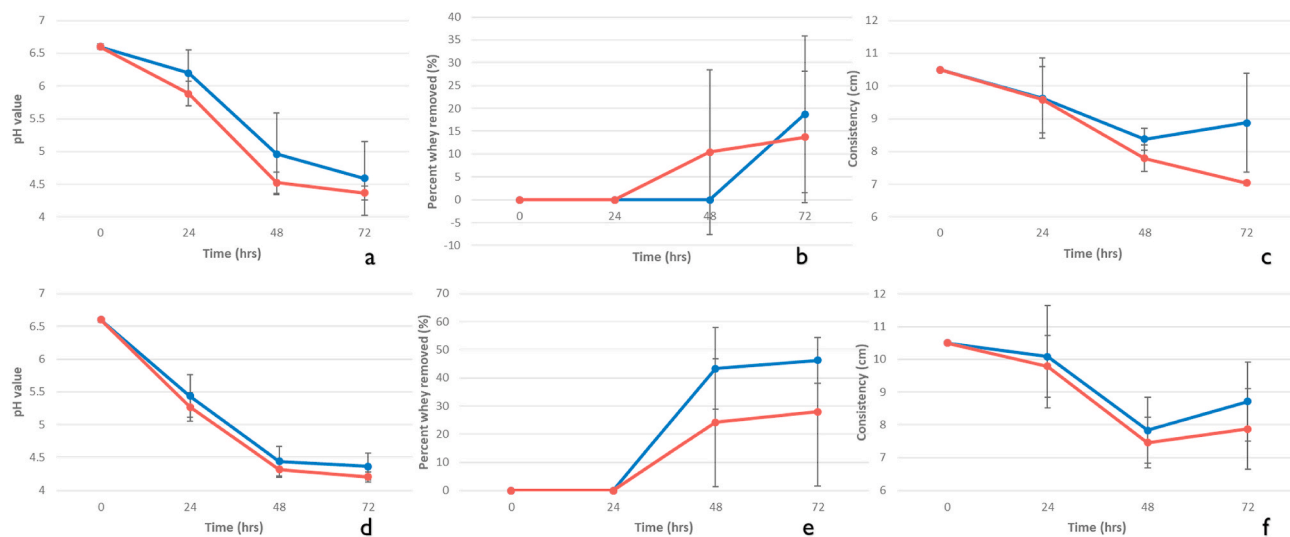 7
6.5
6
5.5
5
4.5
4
pH value
0 24 48 72
Time (hrs)
a
40
35
30
25
20
15
10
5
0
-5
-10
Percent whey removed (%)
0 24 48 72
Time (hrs)
b
12
11
10
9
8
7
6
Consistency (cm)
0 24 48 72
Time (hrs)
c
7
6.5
6
5.5
5
4.5
4
pH value
0 24 48 72
Time (hrs)
d
70
60
50
40
30
20
10
0
Percent whey removed (%)
0 24 48 72
Time (hrs)
e
12
11
10
9
8
7
6
Consistency (cm)
0 24 48 72
Time (hrs)
f